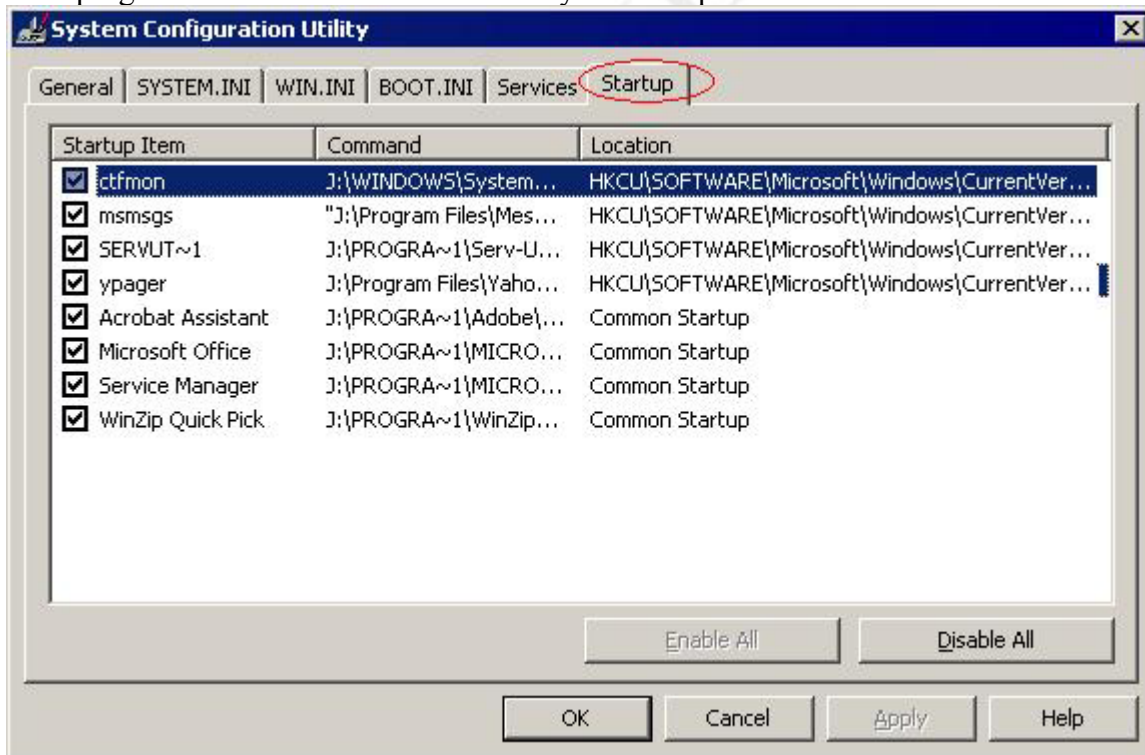 System Configuration Utility
General SYSTEM.INI WIN.INI BOOT.INI Services Startup
Startup Item Command Location
ctfmon J:\WINDOWS\System... HKCU\SOFTWARE\Microsoft\Windows\CurrentVer...
msmsgs "J:\Program Files\Mes... HKCU\SOFTWARE\Microsoft\Windows\CurrentVer...
SERVUT~1 J:\PROGRA~1\Serv-U... HKCU\SOFTWARE\Microsoft\Windows\CurrentVer...
ypager J:\Program Files\Yaho... HKCU\SOFTWARE\Microsoft\Windows\CurrentVer...
Acrobat Assistant J:\PROGRA~1\Adobe\... Common Startup
Microsoft Office J:\PROGRA~1\MICRO... Common Startup
Service Manager J:\PROGRA~1\MICRO... Common Startup
WinZip Quick Pick J:\PROGRA~1\WinZip... Common Startup
Enable All Disable All
OK Cancel Apply Help